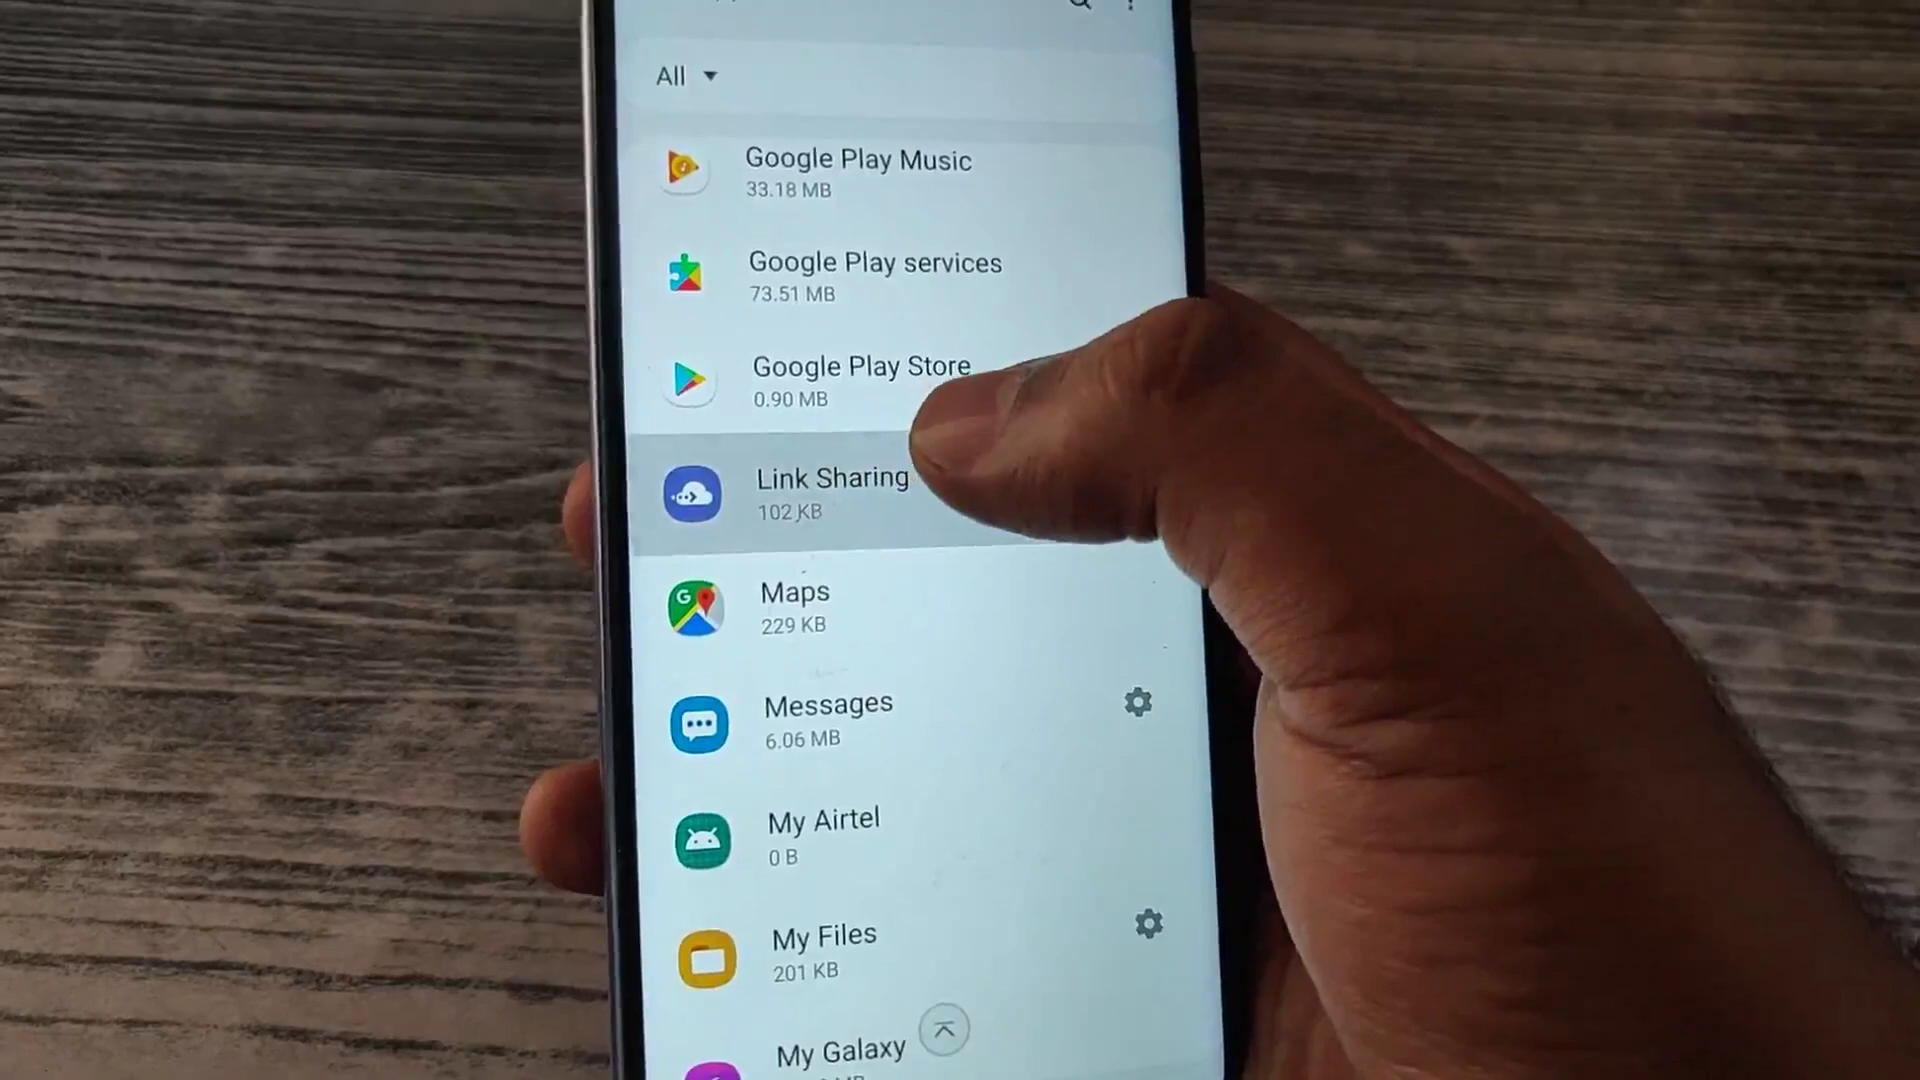 All
Google Play Music
33.18 MB
Google Play services
73.51 MB
Google Play Store
0.90 MB
Link Sharing
102 KB
Maps
229 KB
Messages
6.06 MB
My Airtel
0 B
My Files
201 KB
My Galaxy
MB